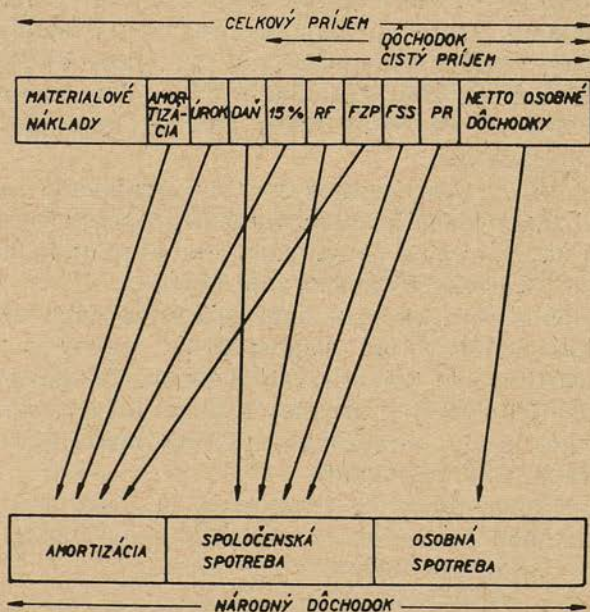 CELKOVÝ PRÍJEM
DÔCHODOK
ČISTÝ PRÍJEM
MATERIALOVÉ
NÁKLADY
AMOR-
TIZÁ-
CIA
ÚROK
DAŇ
15%
RF
FZP
FSS
PR
NETTO OSOBNÉ
DÔCHODKY
AMORTIZÁCIA
SPOLOČENSKÁ
SPOTREBA
OSOBNÁ
SPOTREBA
NÁRODNÝ DÔCHODOK